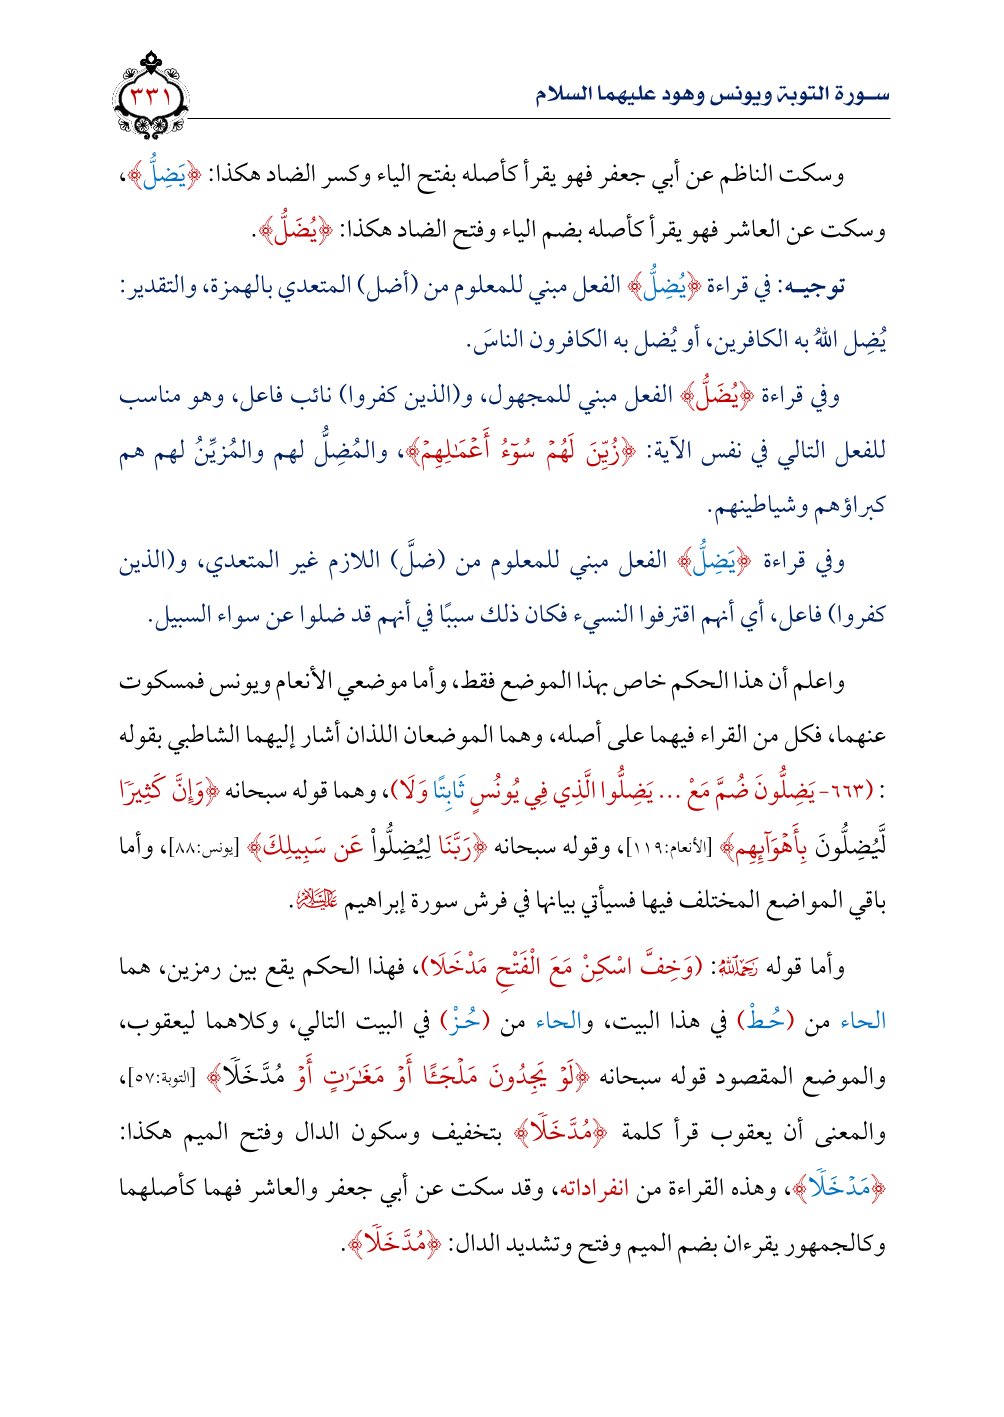 سورة التوبة ويونس وهود عليهما السلام
٣٣١
وسكت الناظم عن أبي جعفر فهو يقرأ كأصله بفتح الياء وكسر الضاد هكذا: ﴿يَضِلُّ﴾،
وسكت عن العاشر فهو يقرأ كأصله بضم الياء وفتح الضاد هكذا: ﴿يُضَلُّ﴾.
توجيه: في قراءة ﴿يُضِلُّ﴾ الفعل مبني للمعلوم من (أضل) المتعدي بالهمزة، والتقدير:
يُضِل اللهُ به الكافرين، أو يُضل به الكافرون الناسَ.
وفي قراءة ﴿يُضَلُّ﴾ الفعل مبني للمجهول، و(الذين كفروا) نائب فاعل، وهو مناسب
للفعل التالي في نفس الآية: ﴿زُيِّنَ لَهُمْ سُوٓءُ أَعْمَٰلِهِمْ﴾، والمُضِلُّ لهم والمُزيِّنُ لهم هم
كبراؤهم وشياطينهم.
وفي قراءة ﴿يَضِلُّ﴾ الفعل مبني للمعلوم من (ضلَّ) اللازم غير المتعدي، و(الذين
كفروا) فاعل، أي أنهم اقترفوا النسيء فكان ذلك سببًا في أنهم قد ضلوا عن سواء السبيل.
واعلم أن هذا الحكم خاص بهذا الموضع فقط، وأما موضعي الأنعام ويونس فمسكوت
عنهما، فكل من القراء فيهما على أصله، وهما الموضعان اللذان أشار إليهما الشاطبي بقوله
: (٦٦٣- يَضِلُّونَ ضُمَّ مَعْ ... يَضِلُّوا الَّذِي فِي يُونُسٍ ثَابِتًا وَلَا)، وهما قوله سبحانه ﴿وَإِنَّ كَثِيرًا
لَّيُضِلُّونَ بِأَهْوَآئِهِم﴾ [الأنعام:١١٩]، وقوله سبحانه ﴿رَبَّنَا لِيُضِلُّوا۟ عَن سَبِيلِكَ﴾ [يونس:٨٨]، وأما
باقي المواضع المختلف فيها فسيأتي بيانها في فرش سورة إبراهيم عليه السلام.
وأما قوله رحمه الله: (وَخِفَّ اسْكِنْ مَعَ الْفَتْحِ مَدْخَلَا)، فهذا الحكم يقع بين رمزين، هما
الحاء من (حُطْ) في هذا البيت، والحاء من (حُزْ) في البيت التالي، وكلاهما ليعقوب،
والموضع المقصود قوله سبحانه ﴿لَوْ يَجِدُونَ مَلْجَـًٔا أَوْ مَغَٰرَٰتٍ أَوْ مُدَّخَلًا﴾ [التوبة:٥٧]،
والمعنى أن يعقوب قرأ كلمة ﴿مُدَّخَلًا﴾ بتخفيف وسكون الدال وفتح الميم هكذا:
﴿مَدْخَلًا﴾، وهذه القراءة من انفراداته، وقد سكت عن أبي جعفر والعاشر فهما كأصلهما
وكالجمهور يقرءان بضم الميم وفتح وتشديد الدال: ﴿مُدَّخَلًا﴾.